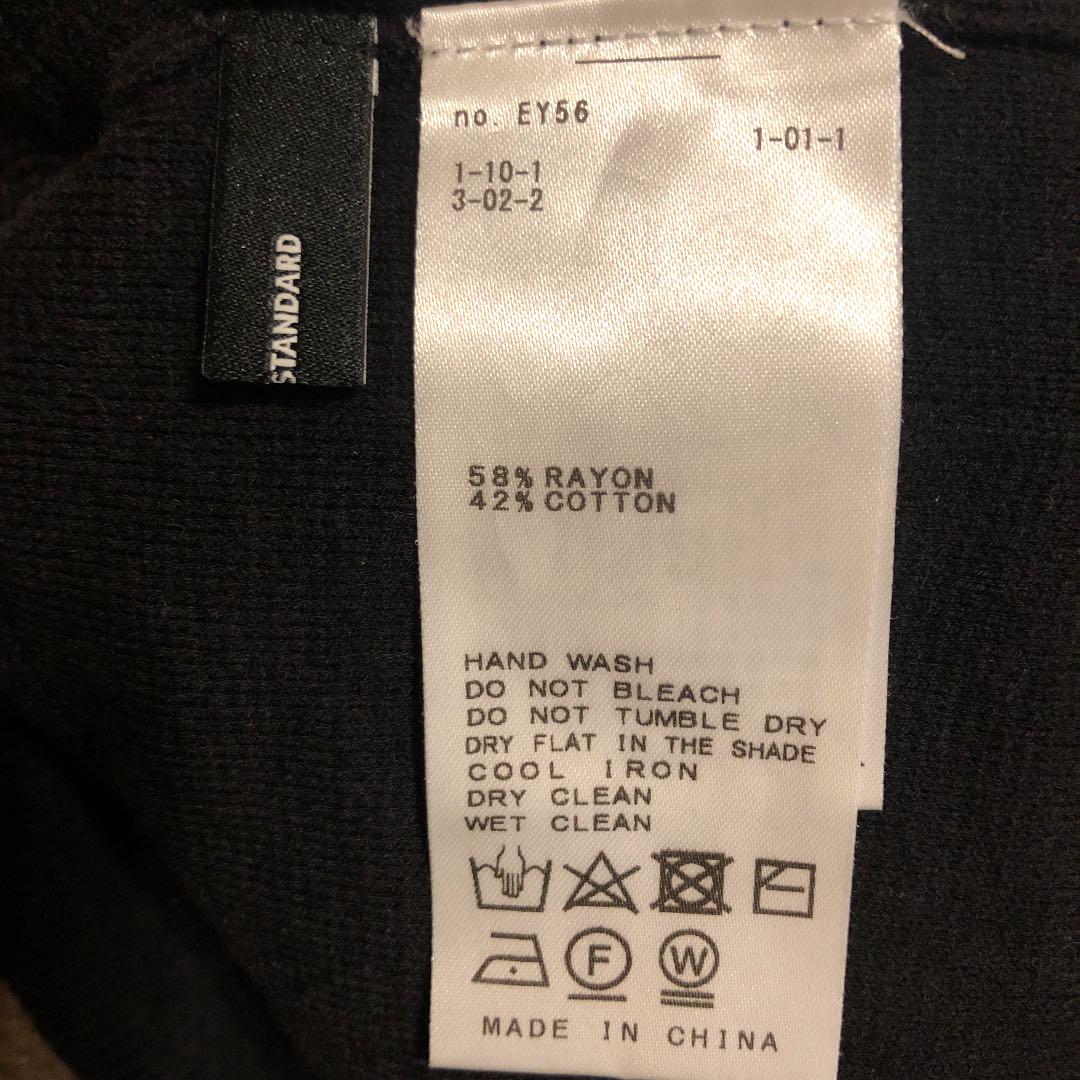 STANDARD
no. EY56
1-01-1
1-10-1
3-02-2
58% RAYON
42% COTTON
HAND WASH
DO NOT BLEACH
DO NOT TUMBLE DRY
DRY FLAT IN THE SHADE
COOL IRON
DRY CLEAN
WET CLEAN
F W
MADE IN CHINA